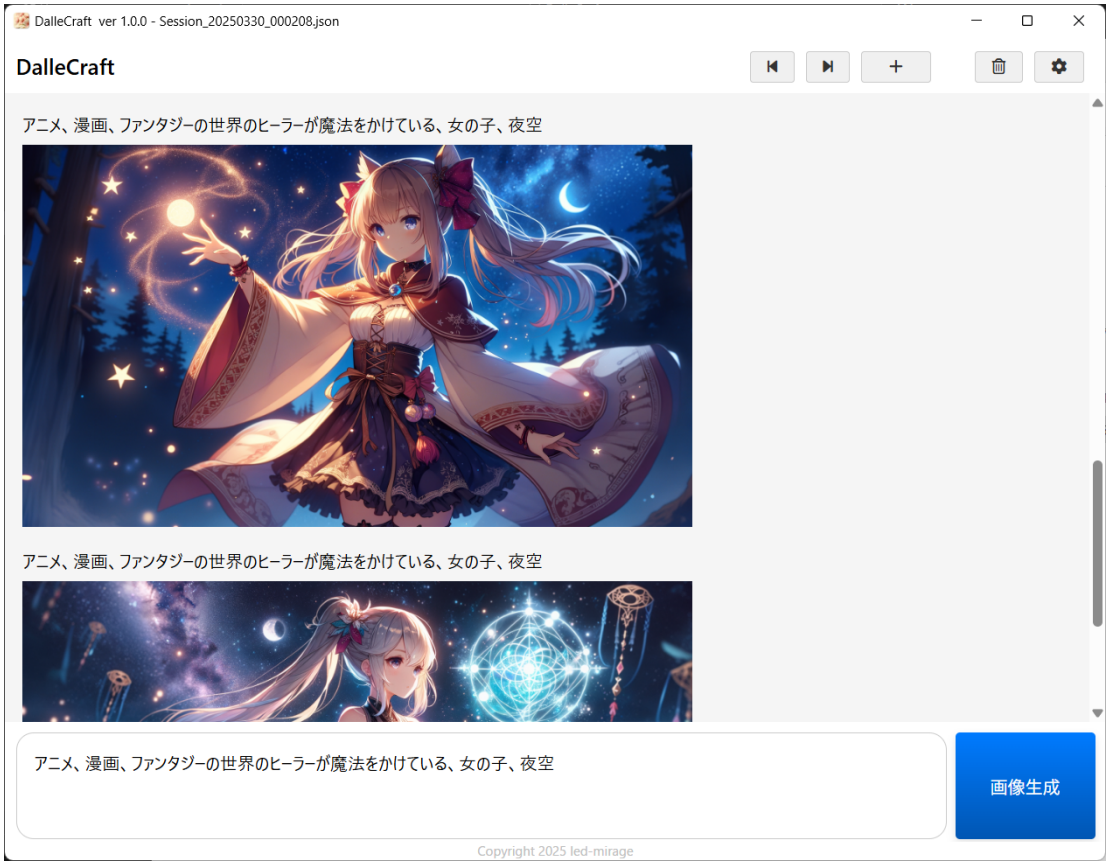 DalleCraft ver 1.0.0 - Session_20250330_000208.json
DalleCraft
アニメ、漫画、ファンタジーの世界のヒーラーが魔法をかけている、女の子、夜空
アニメ、漫画、ファンタジーの世界のヒーラーが魔法をかけている、女の子、夜空
アニメ、漫画、ファンタジーの世界のヒーラーが魔法をかけている、女の子、夜空
画像生成
Copyright 2025 led-mirage